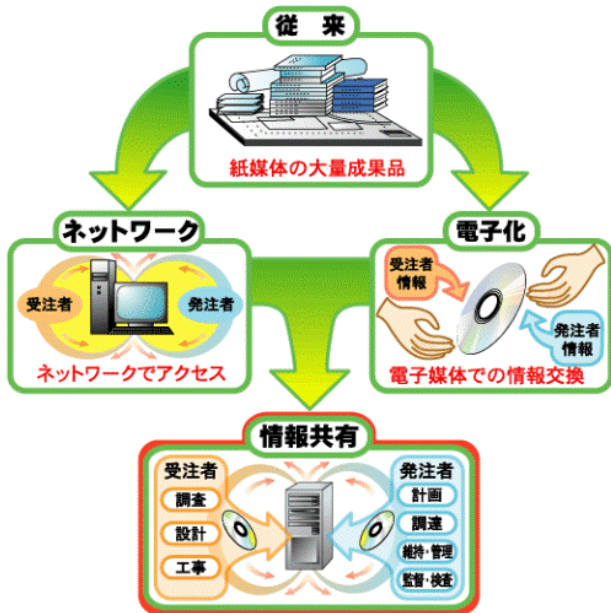 従 来
紙媒体の大量成果品
ネットワーク
受注者
発注者
ネットワークでアクセス
電子化
受注者
情報
発注者
情報
電子媒体での情報交換
情報共有
受注者
調査
設計
工事
発注者
計画
調達
維持・管理
監督・検査